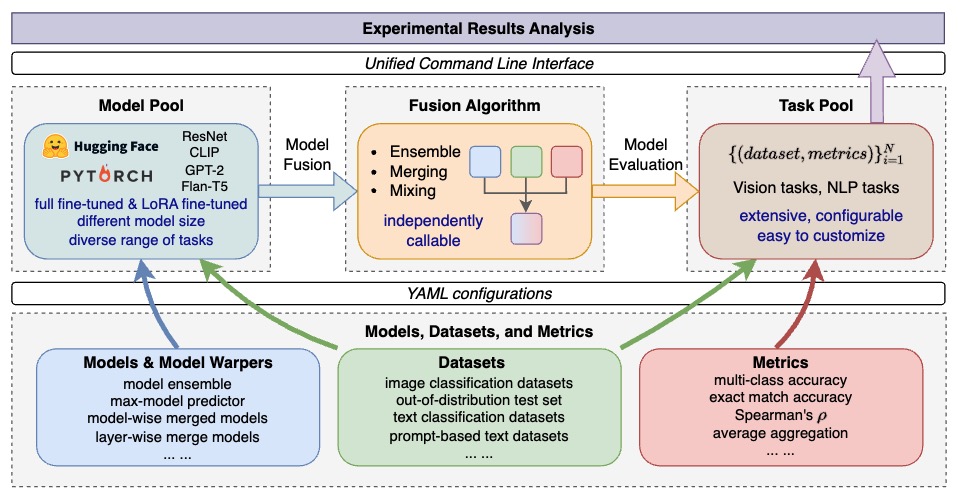 Experimental Results Analysis
Unified Command Line Interface
Model Pool
Hugging Face
PYTORCH
ResNet
CLIP
GPT-2
Flan-T5
full fine-tuned & LoRA fine-tuned
different model size
diverse range of tasks
Model
Fusion
Fusion Algorithm
• Ensemble
• Merging
• Mixing
independently
callable
Model
Evaluation
Task Pool
{(dataset, metrics)}_{i=1}^{N}
Vision tasks, NLP tasks
extensive, configurable
easy to customize
YAML configurations
Models, Datasets, and Metrics
Models & Model Warpers
model ensemble
max-model predictor
model-wise merged models
layer-wise merge models
... ...
Datasets
image classification datasets
out-of-distribution test set
text classification datasets
prompt-based text datasets
... ...
Metrics
multi-class accuracy
exact match accuracy
Spearman's ρ
average aggregation
... ...